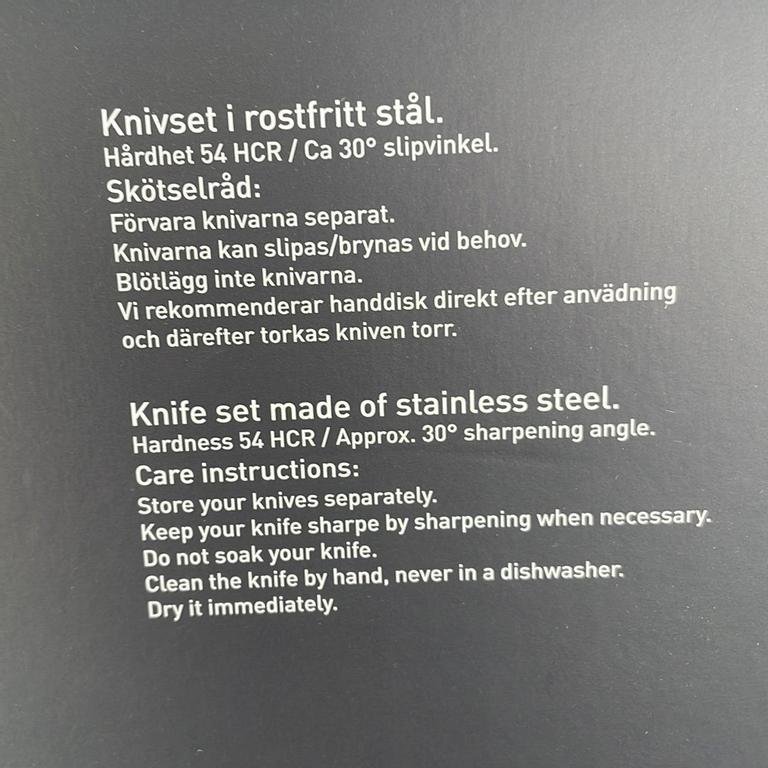 Knivset i rostfritt stål.
Hårdhet 54 HCR / Ca 30° slipvinkel.
Skötselråd:
Förvara knivarna separat.
Knivarna kan slipas/brynas vid behov.
Blötlägg inte knivarna.
Vi rekommenderar handdisk direkt efter anvädning
och därefter torkas kniven torr.
Knife set made of stainless steel.
Hardness 54 HCR / Approx. 30° sharpening angle.
Care instructions:
Store your knives separately.
Keep your knife sharpe by sharpening when necessary.
Do not soak your knife.
Clean the knife by hand, never in a dishwasher.
Dry it immediately.